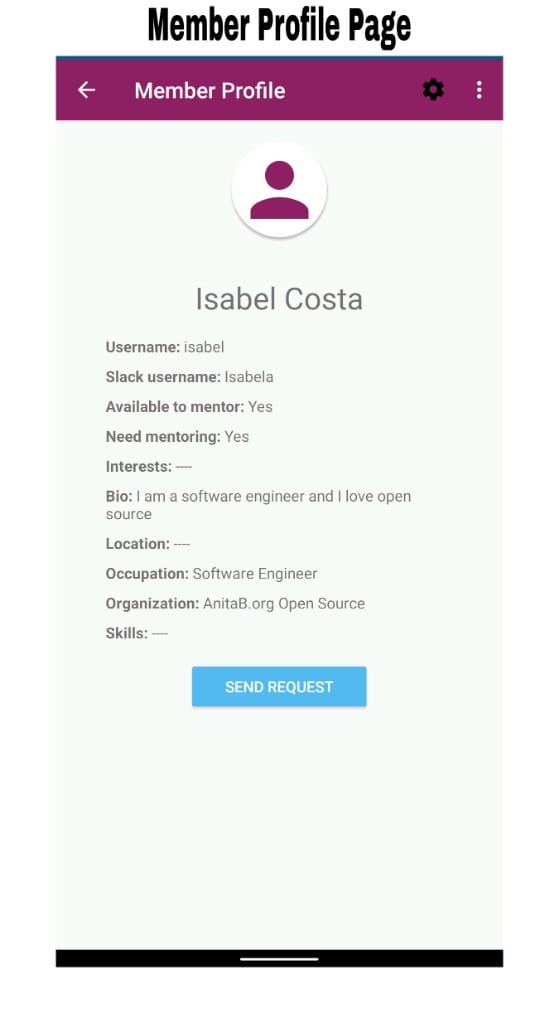 Member Profile Page
Member Profile
Isabel Costa
Username: isabel
Slack username: Isabela
Available to mentor: Yes
Need mentoring: Yes
Interests: ----
Bio: I am a software engineer and I love open
source
Location: ----
Occupation: Software Engineer
Organization: AnitaB.org Open Source
Skills: ----
SEND REQUEST